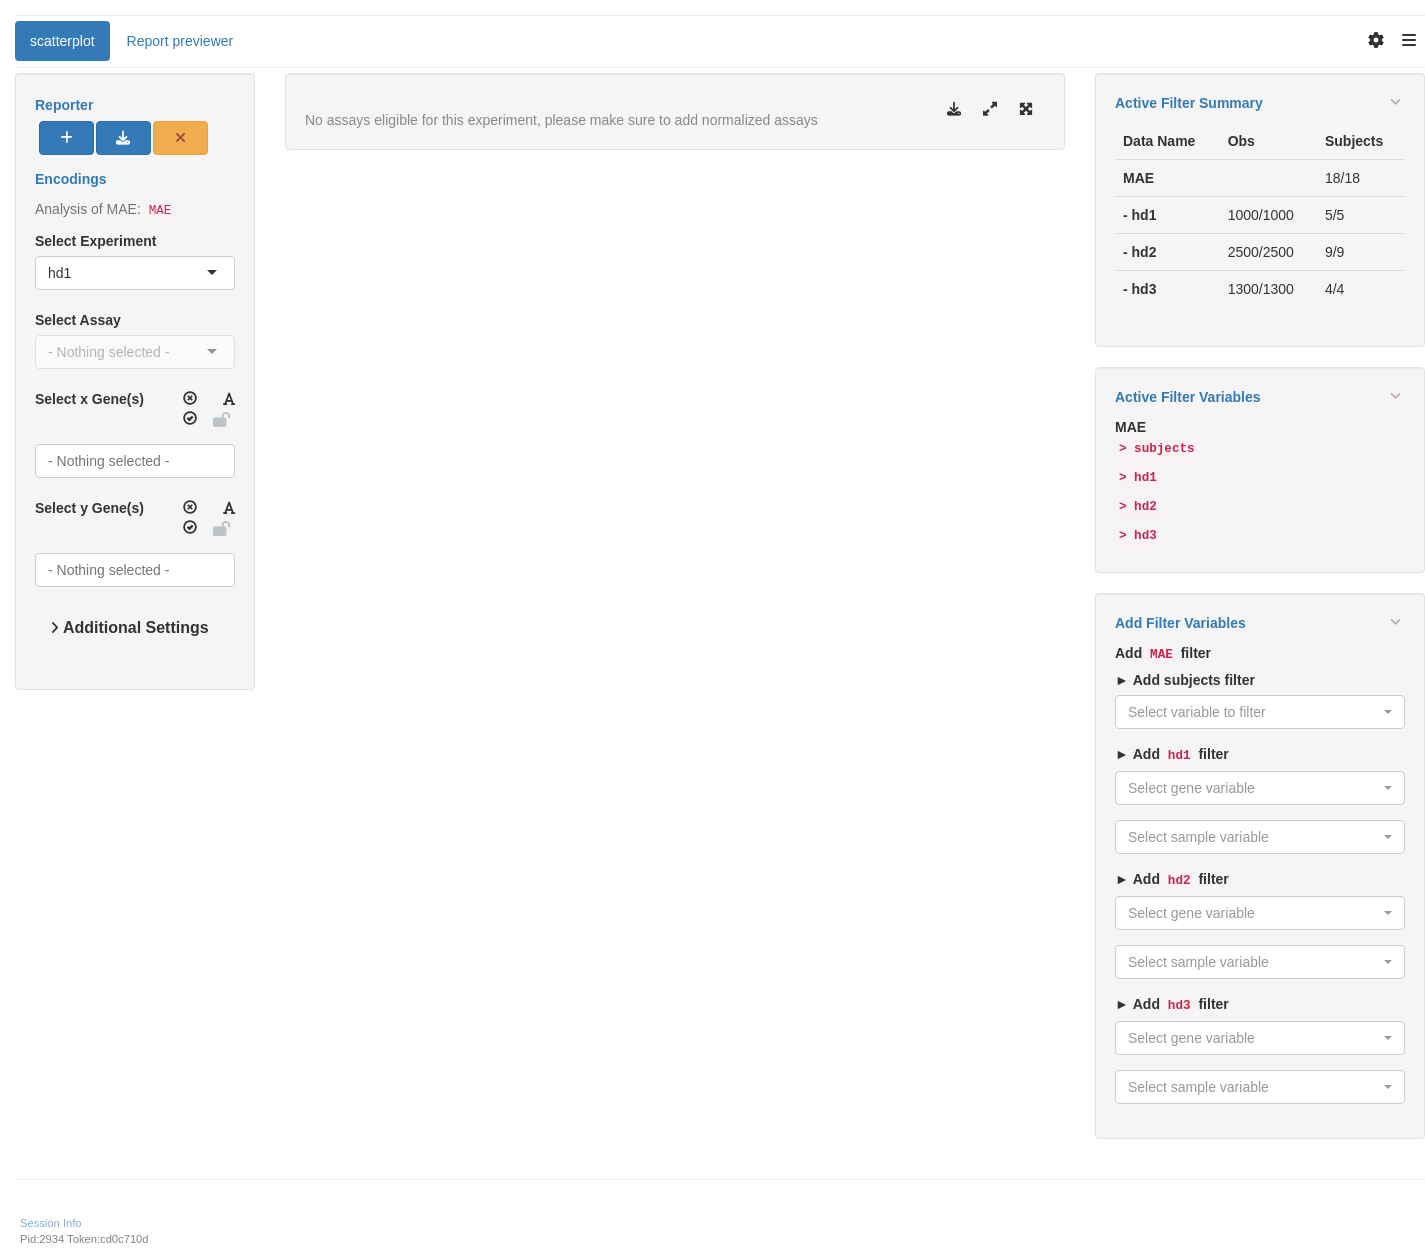 scatterplot
Report previewer
Reporter
Encodings
Analysis of MAE: MAE
Select Experiment
hd1
Select Assay
- Nothing selected -
Select x Gene(s)
- Nothing selected -
Select y Gene(s)
- Nothing selected -
Additional Settings
No assays eligible for this experiment, please make sure to add normalized assays
Active Filter Summary
Data Name Obs Subjects
MAE 18/18
- hd1 1000/1000 5/5
- hd2 2500/2500 9/9
- hd3 1300/1300 4/4
Active Filter Variables
MAE
> subjects
> hd1
> hd2
> hd3
Add Filter Variables
Add MAE filter
► Add subjects filter
Select variable to filter
► Add hd1 filter
Select gene variable
Select sample variable
► Add hd2 filter
Select gene variable
Select sample variable
► Add hd3 filter
Select gene variable
Select sample variable
Session Info
Pid:2934 Token:cd0c710d